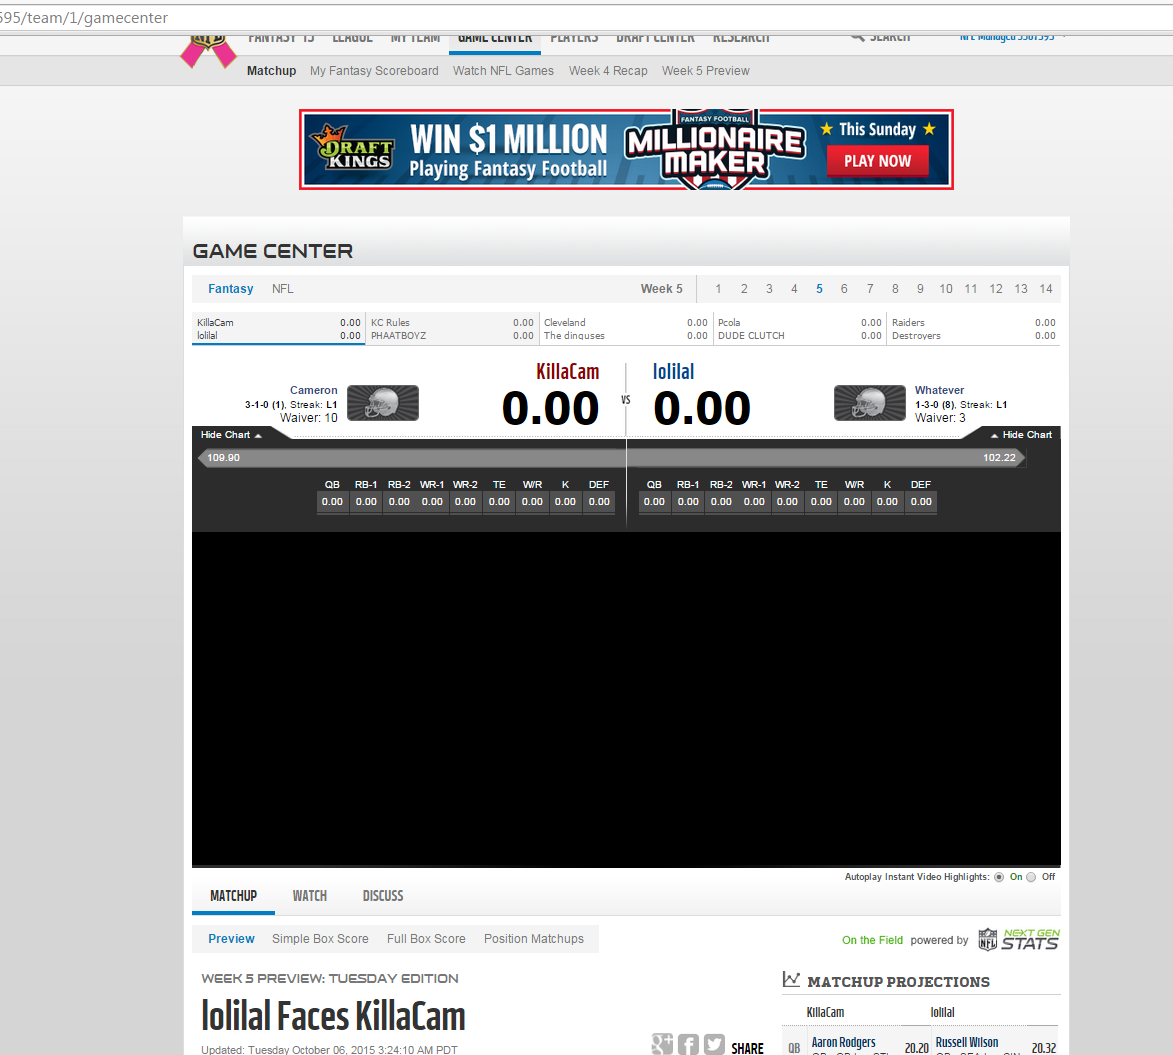 595/team/1/gamecenter
FANTASY TS LEAGUE MY TEAM GAME CENTER PLAYERS DRAFT CENTER RESEARCH SEARCH
Matchup My Fantasy Scoreboard Watch NFL Games Week 4 Recap Week 5 Preview
DRAFT KINGS
WIN $1 MILLION
Playing Fantasy Football
FANTASY FOOTBALL
MILLIONAIRE MAKER
★ This Sunday ★
PLAY NOW
GAME CENTER
Fantasy NFL Week 5 1 2 3 4 5 6 7 8 9 10 11 12 13 14
KillaCam 0.00 KC Rules 0.00 Cleveland 0.00 Pcola 0.00 Raiders 0.00
lolilal 0.00 PHAATBOYZ 0.00 The dinguses 0.00 DUDE CLUTCH 0.00 Destroyers 0.00
KillaCam lolilal
Cameron
3-1-0 (1), Streak: L1
Waiver: 10
0.00 VS 0.00
Whatever
1-3-0 (8), Streak: L1
Waiver: 3
Hide Chart Hide Chart
109.90 102.22
QB RB-1 RB-2 WR-1 WR-2 TE W/R K DEF QB RB-1 RB-2 WR-1 WR-2 TE W/R K DEF
0.00 0.00 0.00 0.00 0.00 0.00 0.00 0.00 0.00 0.00 0.00 0.00 0.00 0.00 0.00 0.00 0.00 0.00
Autoplay Instant Video Highlights: On Off
MATCHUP WATCH DISCUSS
Preview Simple Box Score Full Box Score Position Matchups
On the Field powered by NFL NEXT GEN STATS
WEEK 5 PREVIEW: TUESDAY EDITION
lolilal Faces KillaCam
Updated: Tuesday October 06, 2015 3:24:10 AM PDT
g+ f SHARE
MATCHUP PROJECTIONS
KillaCam lolilal
QB Aaron Rodgers 20.20 Russell Wilson 20.32